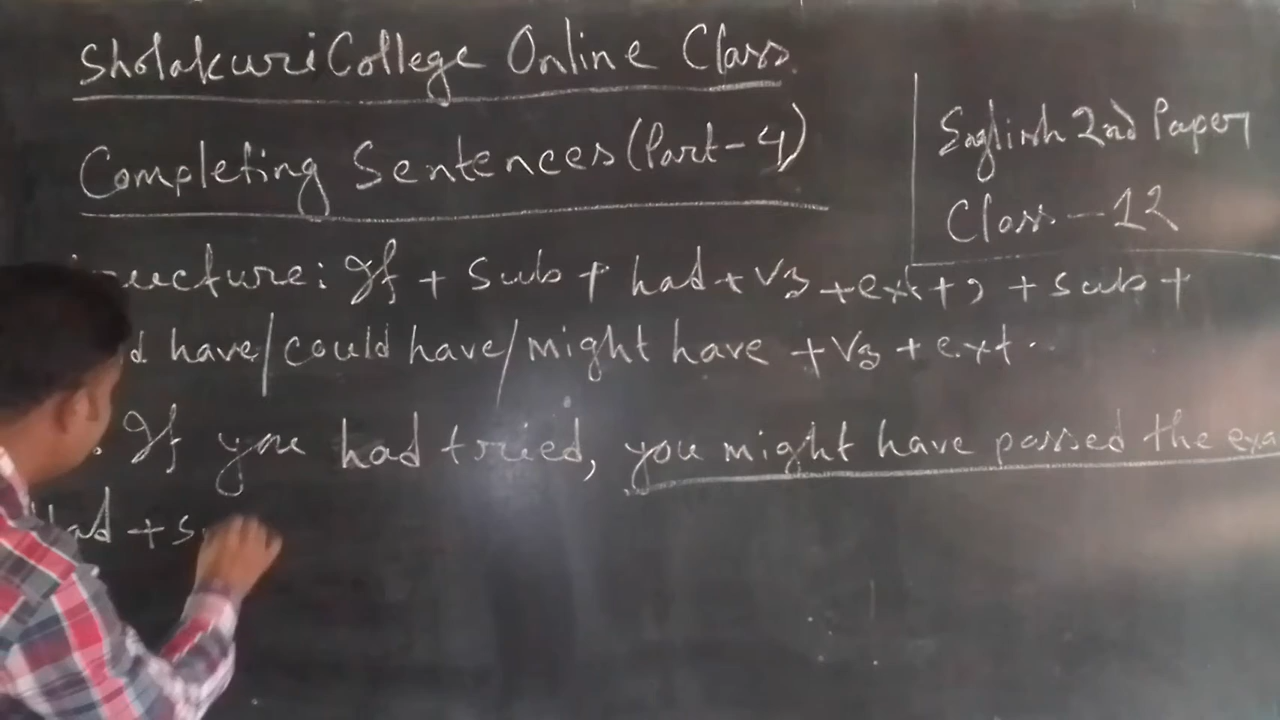 Sholakuri College Online Class.
Completing Sentences (Part-4)
English 2nd Paper
Class-12
ructure: If + Sub + had + V3 + ext + , + sub +
d have/could have/might have + V3 + ext.
If you had tried, you might have passed the exa
Had + s